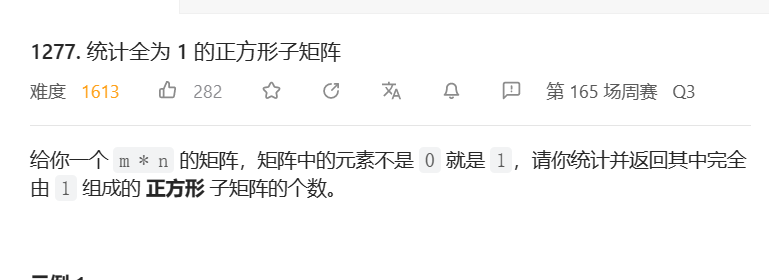 1277. 统计全为 1 的正方形子矩阵
难度 1613 282 第 165 场周赛 Q3
给你一个 m * n 的矩阵，矩阵中的元素不是 0 就是 1，请你统计并返回其中完全
由 1 组成的 正方形 子矩阵的个数。